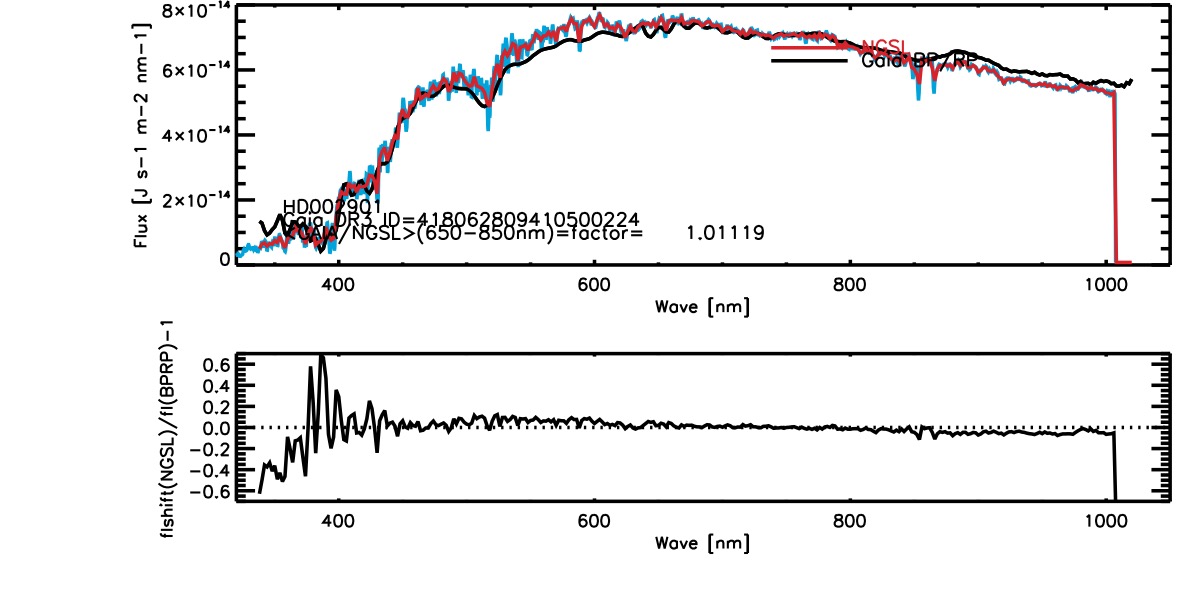 8×10−14
6×10−14
4×10−14
2×10−14
0
Flux [J s−1 m−2 nm−1]
NGSL
Gaia BP/RP
HD002901
Gaia DR3 ID=418062809410500224
<GAIA/NGSL>(650−850nm)=factor= 1.01119
400 600 800 1000
Wave [nm]
flshift(NGSL)/fl(BPRP)−1
0.6
0.4
0.2
0.0
−0.2
−0.4
−0.6
400 600 800 1000
Wave [nm]